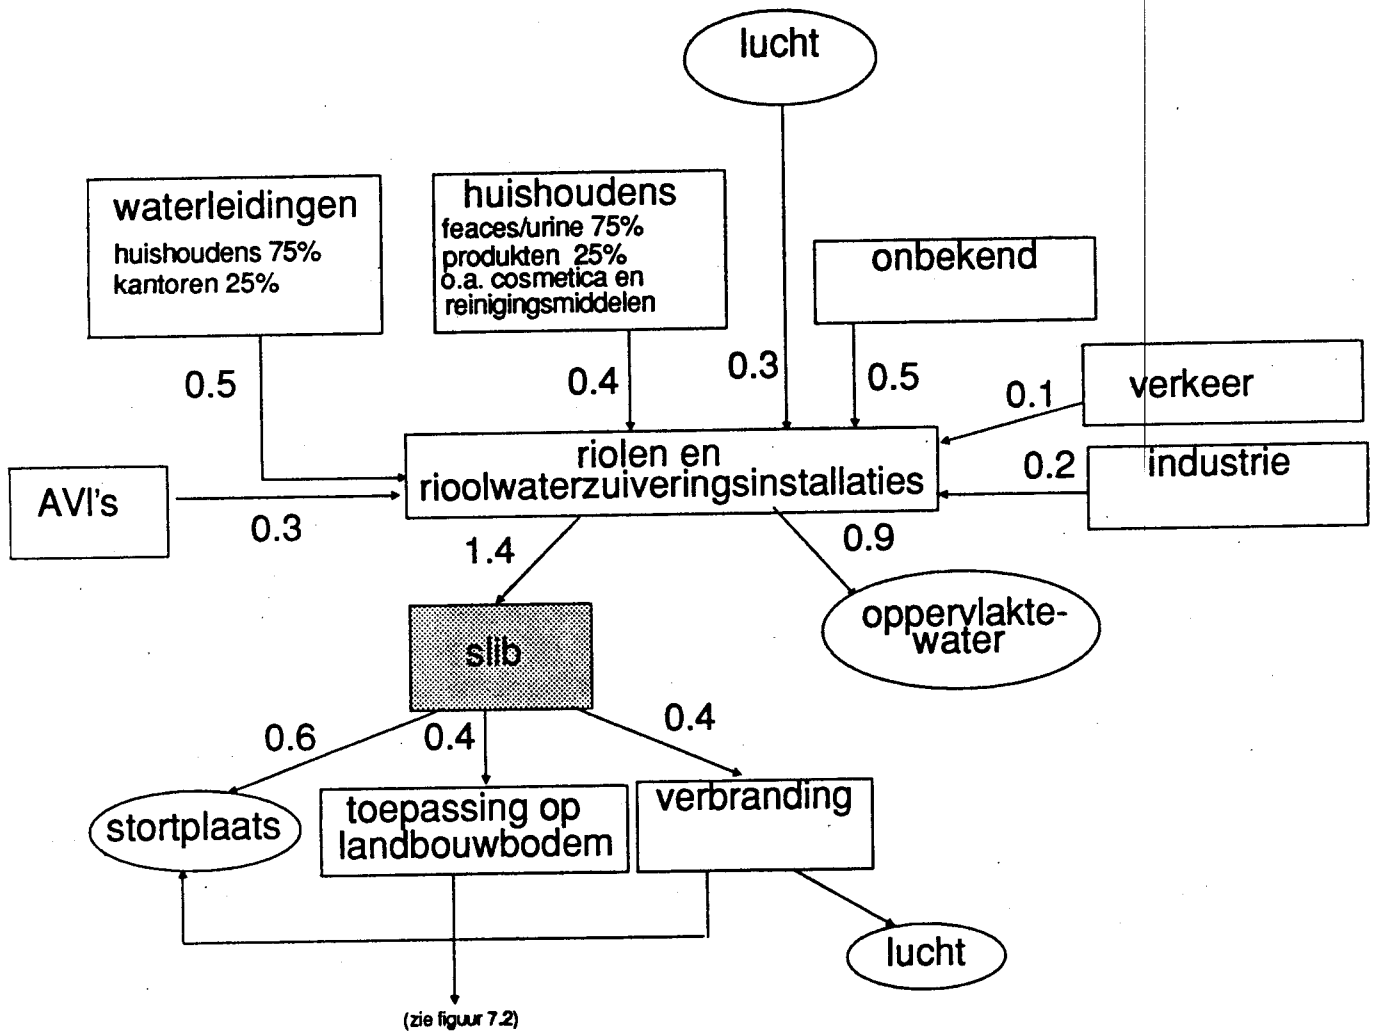 lucht
waterleidingen
huishoudens 75%
kantoren 25%
huishoudens
feaces/urine 75%
produkten 25%
o.a. cosmetica en
reinigingsmiddelen
onbekend
verkeer
industrie
AVI's
0.5
0.4
0.3
0.5
0.1
0.2
0.3
riolen en
rioolwaterzuiveringsinstallaties
1.4
0.9
slib
oppervlakte-
water
0.6
0.4
0.4
stortplaats
toepassing op
landbouwbodem
verbranding
lucht
(zie figuur 7.2)